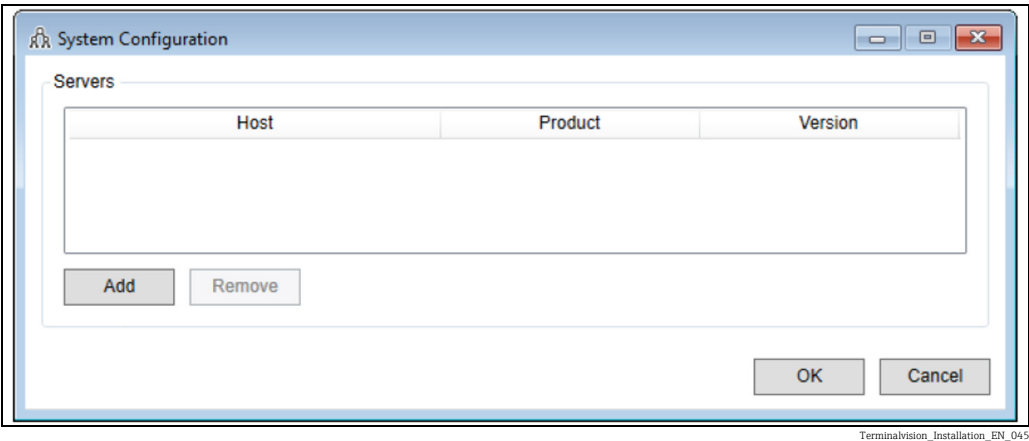 System Configuration
Servers
Host Product Version
Add Remove
OK Cancel
Terminalvision_Installation_EN_045